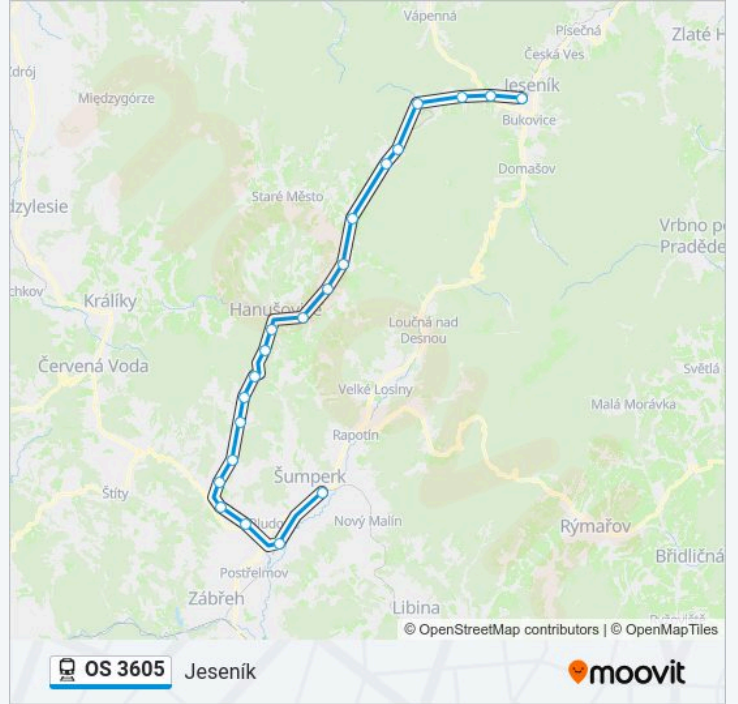 Vápenná
Písečná
Zlaté H
Česká Ves
drój
Międzygórze
Jeseník
Bukovice
Domašov
Staré Město
dzylesie
Vrbno p
Praděde
chkov
Králíky
Hanušovice
Loučná nad
Desnou
Červená Voda
Světlá
Velké Losiny
Malá Morávka
Rapotín
Šumperk
Štíty
Bludov
Nový Malín
Rýmařov
Břidličná
Postřelmov
Zábřeh
Libina
© OpenStreetMap contributors | © OpenMapTiles
OS 3605 Jeseník
moovit